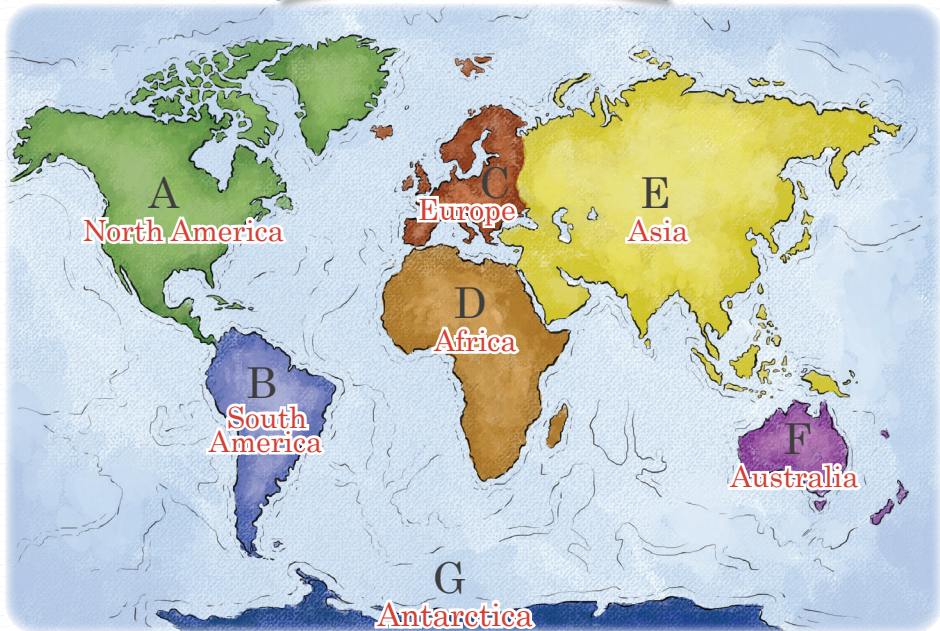 A
North America
C
Europe
E
Asia
D
Africa
B
South
America
F
Australia
G
Antarctica